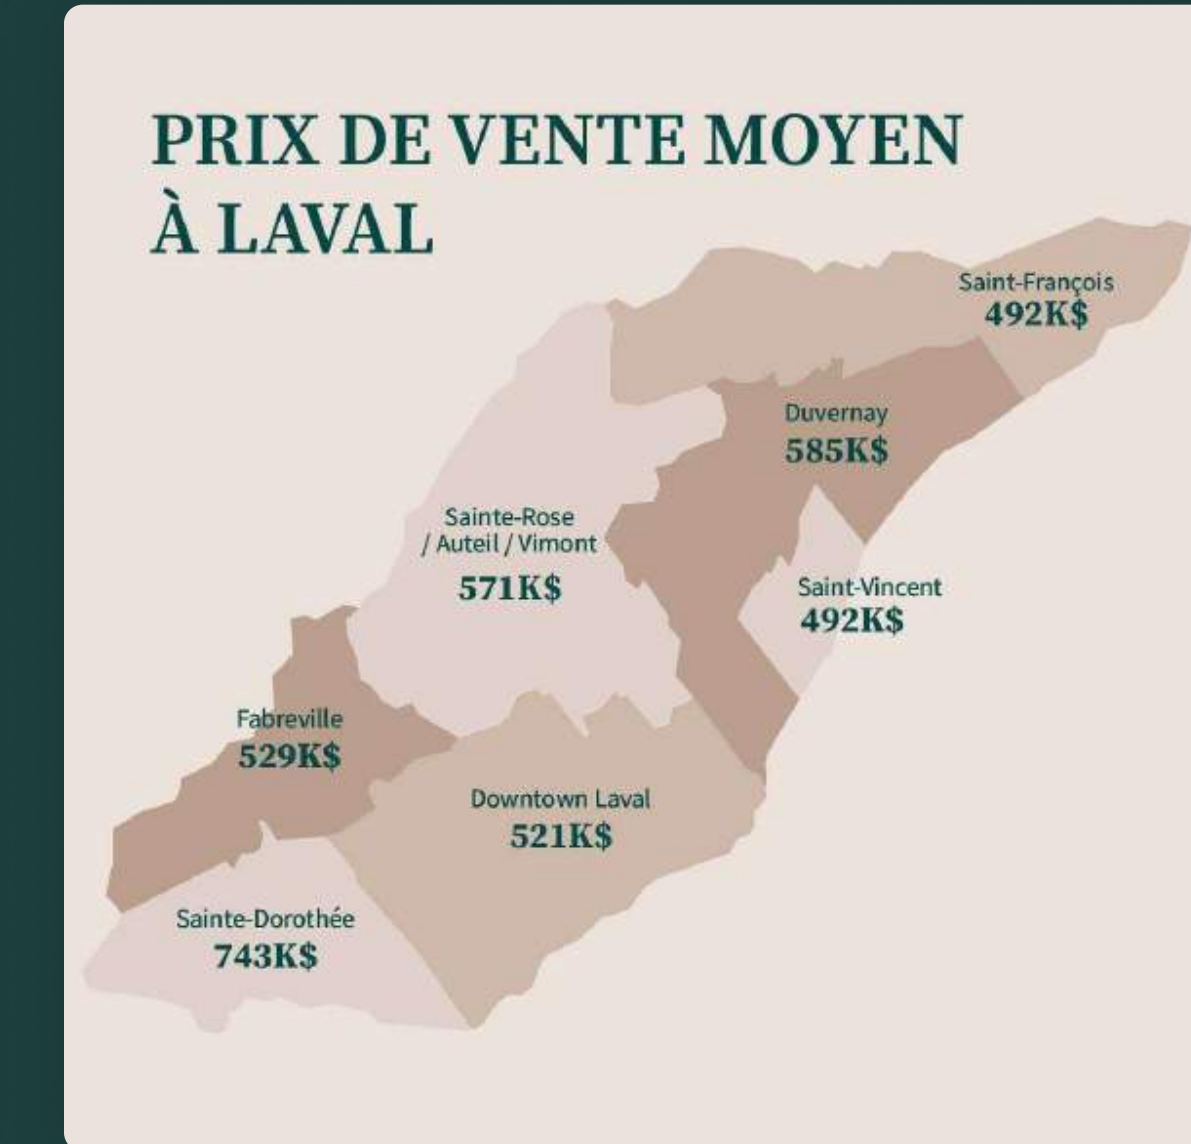 PRIX DE VENTE MOYEN
À LAVAL
Saint-François
492K$
Duvernay
585K$
Sainte-Rose
/ Auteil / Vimont
571K$
Saint-Vincent
492K$
Fabreville
529K$
Downtown Laval
521K$
Sainte-Dorothée
743K$